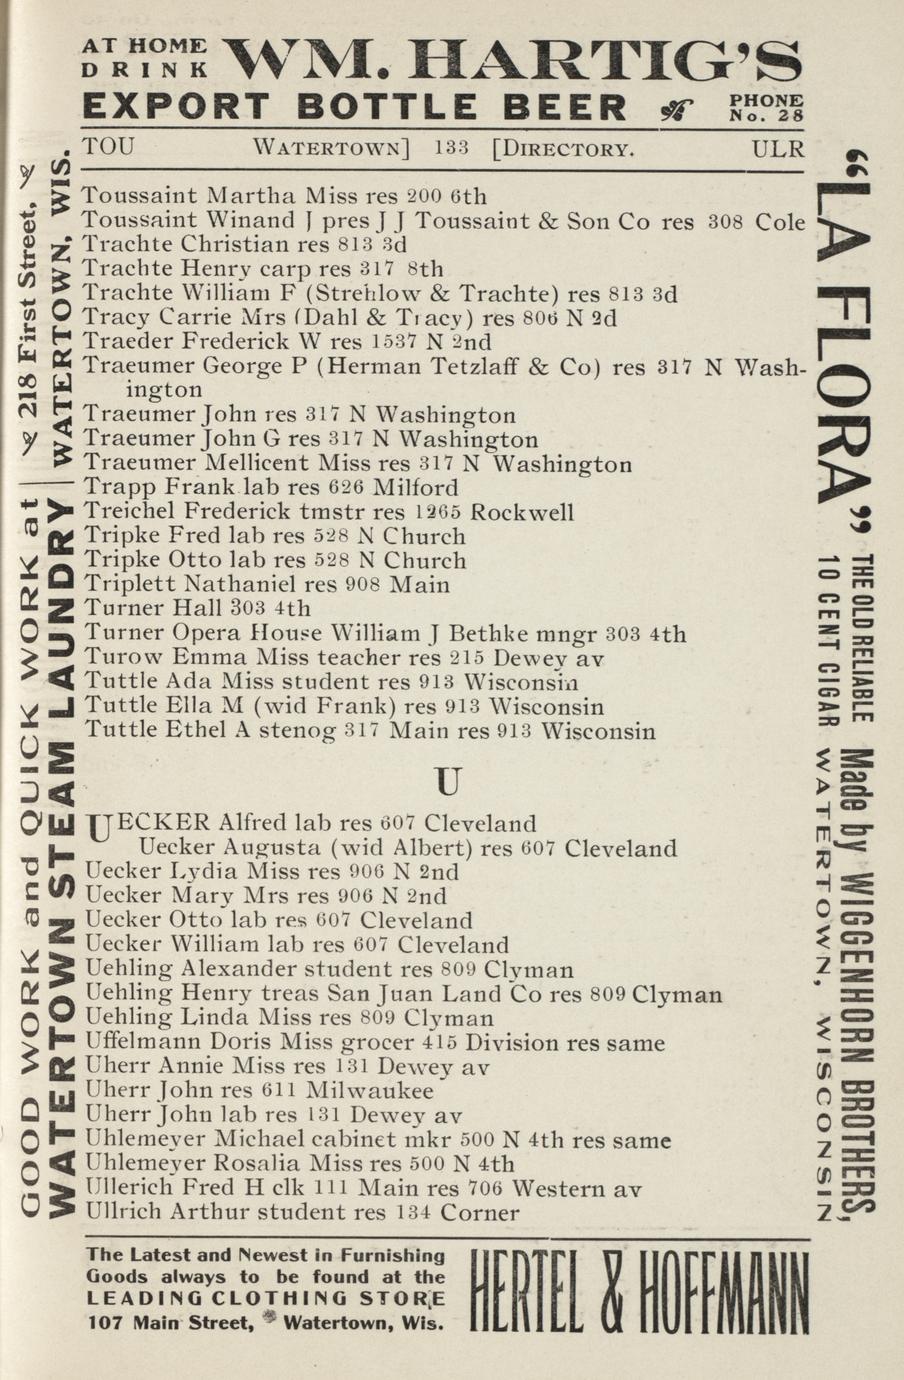 AT HOME DRINK WM. HARTIG'S
EXPORT BOTTLE BEER PHONE No. 28
TOU WATERTOWN] 133 [DIRECTORY. ULR
Toussaint Martha Miss res 200 6th
Toussaint Winand J pres J J Toussaint & Son Co res 308 Cole
Trachte Christian res 813 3d
Trachte Henry carp res 317 8th
Trachte William F (Strehlow & Trachte) res 813 3d
Tracy Carrie Mrs (Dahl & Tracy) res 806 N 2d
Traeder Frederick W res 1537 N 2nd
Traeumer George P (Herman Tetzlaff & Co) res 317 N Wash-
ington
Traeumer John res 317 N Washington
Traeumer John G res 317 N Washington
Traeumer Mellicent Miss res 317 N Washington
Trapp Frank lab res 626 Milford
Treichel Frederick tmstr res 1265 Rockwell
Tripke Fred lab res 528 N Church
Tripke Otto lab res 528 N Church
Triplett Nathaniel res 908 Main
Turner Hall 303 4th
Turner Opera House William J Bethke mngr 303 4th
Turow Emma Miss teacher res 215 Dewey av
Tuttle Ada Miss student res 913 Wisconsin
Tuttle Ella M (wid Frank) res 913 Wisconsin
Tuttle Ethel A stenog 317 Main res 913 Wisconsin
U
UECKER Alfred lab res 607 Cleveland
Uecker Augusta (wid Albert) res 607 Cleveland
Uecker Lydia Miss res 906 N 2nd
Uecker Mary Mrs res 906 N 2nd
Uecker Otto lab res 607 Cleveland
Uecker William lab res 607 Cleveland
Uehling Alexander student res 809 Clyman
Uehling Henry treas San Juan Land Co res 809 Clyman
Uehling Linda Miss res 809 Clyman
Uffelmann Doris Miss grocer 415 Division res same
Uherr Annie Miss res 131 Dewey av
Uherr John res 611 Milwaukee
Uherr John lab res 131 Dewey av
Uhlemeyer Michael cabinet mkr 500 N 4th res same
Uhlemeyer Rosalia Miss res 500 N 4th
Ullerich Fred H clk 111 Main res 706 Western av
Ullrich Arthur student res 134 Corner
The Latest and Newest in Furnishing
Goods always to be found at the
LEADING CLOTHING STORE
107 Main Street, Watertown, Wis.
HERTEL & HOFFMANN
GOOD WORK and QUICK WORK at 218 First Street,
WATERTOWN STEAM LAUNDRY WATERTOWN, WIS.
"LA FLORA" THE OLD RELIABLE
10 CENT CIGAR
Made by WIGGENHORN BROTHERS,
WATERTOWN, WISCONSIN